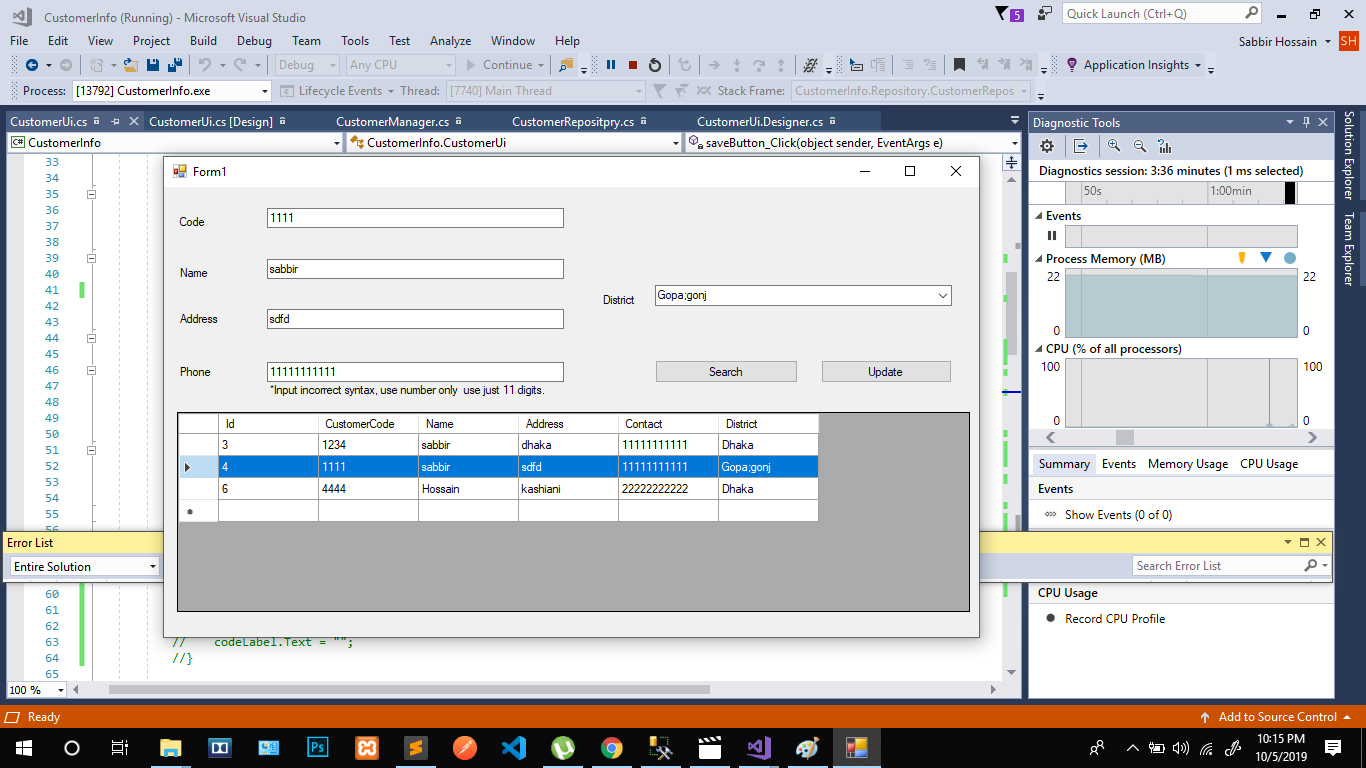 CustomerInfo (Running) - Microsoft Visual Studio
5
Quick Launch (Ctrl+Q)
File Edit View Project Build Debug Team Tools Test Analyze Window Help
Sabbir Hossain SH
Debug Any CPU Continue Application Insights
Process: [13792] CustomerInfo.exe Lifecycle Events Thread: [7740] Main Thread Stack Frame: CustomerInfo.Repository.CustomerRepos
CustomerUi.cs CustomerUi.cs [Design] CustomerManager.cs CustomerRepositpry.cs CustomerUi.Designer.cs
C# CustomerInfo CustomerInfo.CustomerUi saveButton_Click(object sender, EventArgs e)
33
34
35
36
37
38
39
40
41
42
43
44
45
46
47
48
49
50
51
52
53
54
55
56
Form1
Code 1111
Name sabbir
District Gopa;gonj
Address sdfd
Phone 11111111111
Search Update
*Input incorrect syntax, use number only use just 11 digits.
Id CustomerCode Name Address Contact District
3 1234 sabbir dhaka 11111111111 Dhaka
4 1111 sabbir sdfd 11111111111 Gopa;gonj
6 4444 Hossain kashiani 22222222222 Dhaka
*
Error List
Entire Solution
Search Error List
60
61
62
63 // codeLabel.Text = "";
64 //}
65
100 %
Diagnostic Tools
Diagnostics session: 3:36 minutes (1 ms selected)
50s 1:00min
Events
Process Memory (MB)
22 22
0 0
CPU (% of all processors)
100 100
0 0
Summary Events Memory Usage CPU Usage
Events
Show Events (0 of 0)
CPU Usage
Record CPU Profile
Solution Explorer
Team Explorer
Ready
Add to Source Control
Ps
10:15 PM
10/5/2019